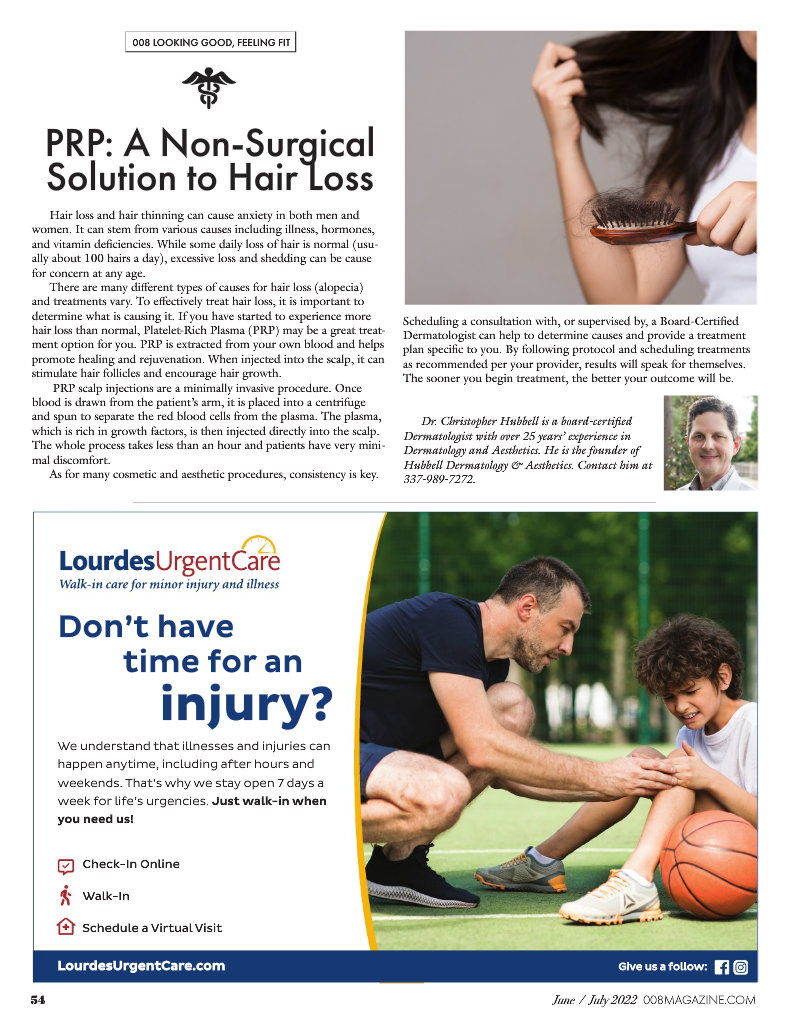 008 LOOKING GOOD, FEELING FIT
PRP: A Non-Surgical
Solution to Hair Loss
Hair loss and hair thinning can cause anxiety in both men and
women. It can stem from various causes including illness, hormones,
and vitamin deficiencies. While some daily loss of hair is normal (usu-
ally about 100 hairs a day), excessive loss and shedding can be cause
for concern at any age.
There are many different types of causes for hair loss (alopecia)
and treatments vary. To effectively treat hair loss, it is important to
determine what is causing it. If you have started to experience more
hair loss than normal, Platelet-Rich Plasma (PRP) may be a great treat-
ment option for you. PRP is extracted from your own blood and helps
promote healing and rejuvenation. When injected into the scalp, it can
stimulate hair follicles and encourage hair growth.
PRP scalp injections are a minimally invasive procedure. Once
blood is drawn from the patient's arm, it is placed into a centrifuge
and spun to separate the red blood cells from the plasma. The plasma,
which is rich in growth factors, is then injected directly into the scalp.
The whole process takes less than an hour and patients have very mini-
mal discomfort.
As for many cosmetic and aesthetic procedures, consistency is key.
Scheduling a consultation with, or supervised by, a Board-Certified
Dermatologist can help to determine causes and provide a treatment
plan specific to you. By following protocol and scheduling treatments
as recommended per your provider, results will speak for themselves.
The sooner you begin treatment, the better your outcome will be.
Dr. Christopher Hubbell is a board-certified
Dermatologist with over 25 years' experience in
Dermatology and Aesthetics. He is the founder of
Hubbell Dermatology & Aesthetics. Contact him at
337-989-7272.
LourdesUrgentCare
Walk-in care for minor injury and illness
Don't have
time for an
injury?
We understand that illnesses and injuries can
happen anytime, including after hours and
weekends. That's why we stay open 7 days a
week for life's urgencies. Just walk-in when
you need us!
Check-In Online
Walk-In
Schedule a Virtual Visit
LourdesUrgentCare.com
Give us a follow:
54
June / July 2022 008MAGAZINE.COM